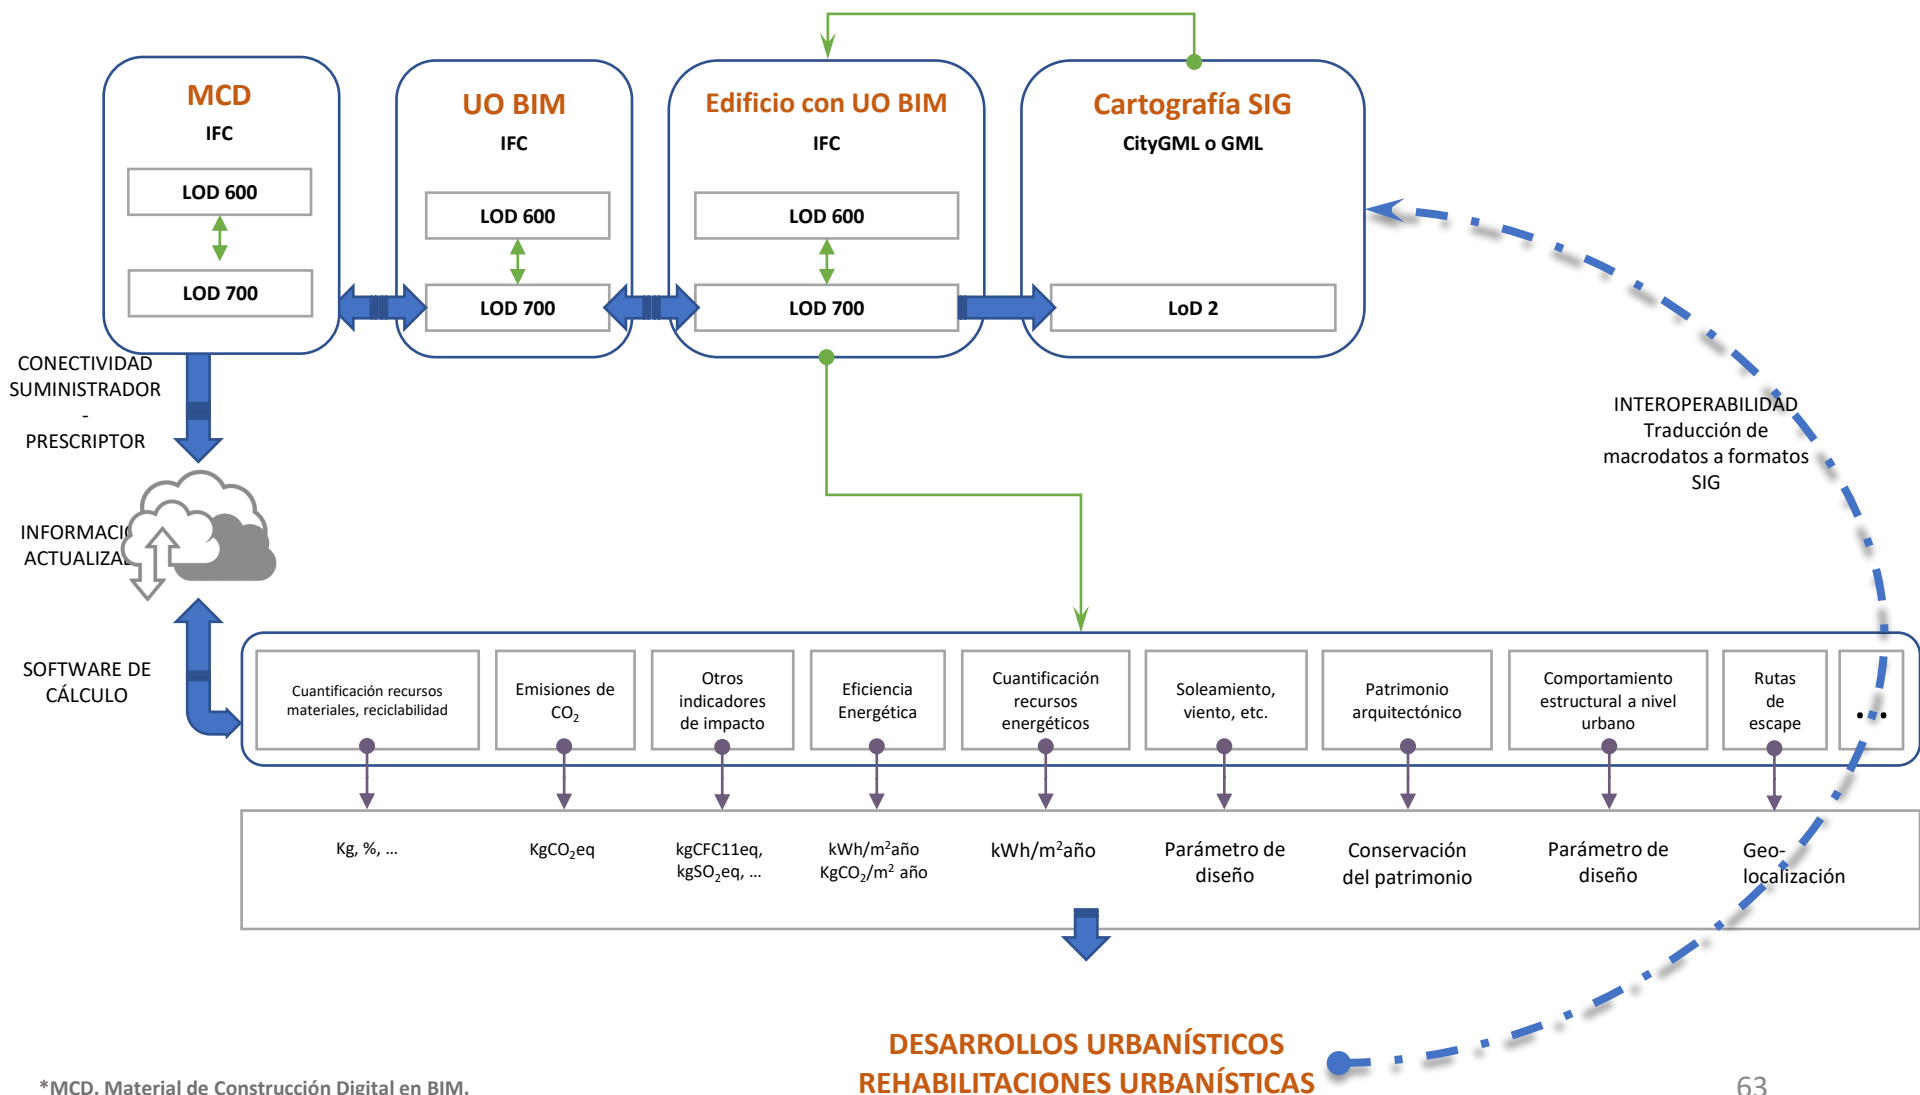 MCD
IFC
LOD 600
LOD 700
UO BIM
IFC
LOD 600
LOD 700
Edificio con UO BIM
IFC
LOD 600
LOD 700
Cartografía SIG
CityGML o GML
LoD 2
CONECTIVIDAD
SUMINISTRADOR
-
PRESCRIPTOR
INTEROPERABILIDAD
Traducción de
macrodatos a formatos
SIG
SOFTWARE DE
CÁLCULO
Cuantificación recursos
materiales, reciclabilidad
Emisiones de
CO₂
Otros
indicadores
de impacto
Eficiencia
Energética
Cuantificación
recursos
energéticos
Soleamiento,
viento, etc.
Patrimonio
arquitectónico
Comportamiento
estructural a nivel
urbano
Rutas
de
escape
...
Kg, %, ...
KgCO₂eq
kgCFC11eq,
kgSO₂eq, ...
kWh/m²año
KgCO₂/m² año
kWh/m²año
Parámetro de
diseño
Conservación
del patrimonio
Parámetro de
diseño
Geo-
localización
DESARROLLOS URBANÍSTICOS
REHABILITACIONES URBANÍSTICAS
*MCD. Material de Construcción Digital en BIM.
63